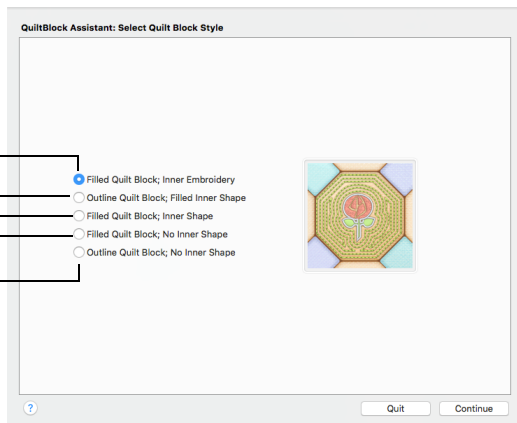 QuiltBlock Assistant: Select Quilt Block Style
Filled Quilt Block; Inner Embroidery
Outline Quilt Block; Filled Inner Shape
Filled Quilt Block; Inner Shape
Filled Quilt Block; No Inner Shape
Outline Quilt Block; No Inner Shape
? Quit Continue